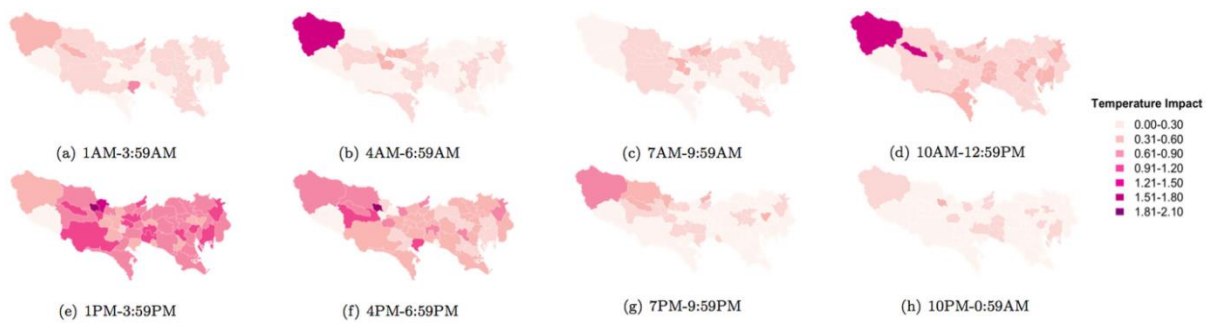 (a) 1AM-3:59AM
(b) 4AM-6:59AM
(c) 7AM-9:59AM
(d) 10AM-12:59PM
Temperature Impact
0.00-0.30
0.31-0.60
0.61-0.90
0.91-1.20
1.21-1.50
1.51-1.80
1.81-2.10
(e) 1PM-3:59PM
(f) 4PM-6:59PM
(g) 7PM-9:59PM
(h) 10PM-0:59AM